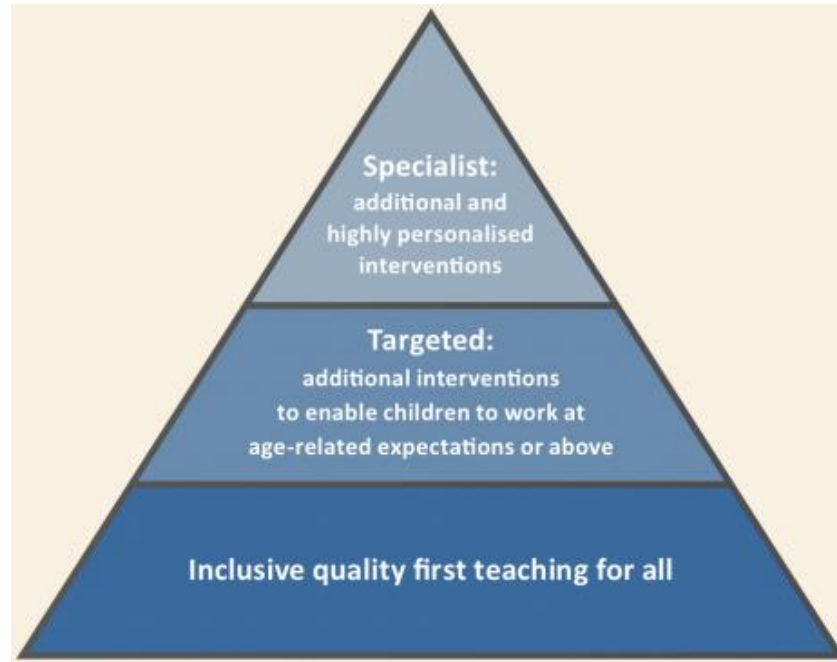 Specialist:
additional and
highly personalised
interventions
Targeted:
additional interventions
to enable children to work at
age-related expectations or above
Inclusive quality first teaching for all